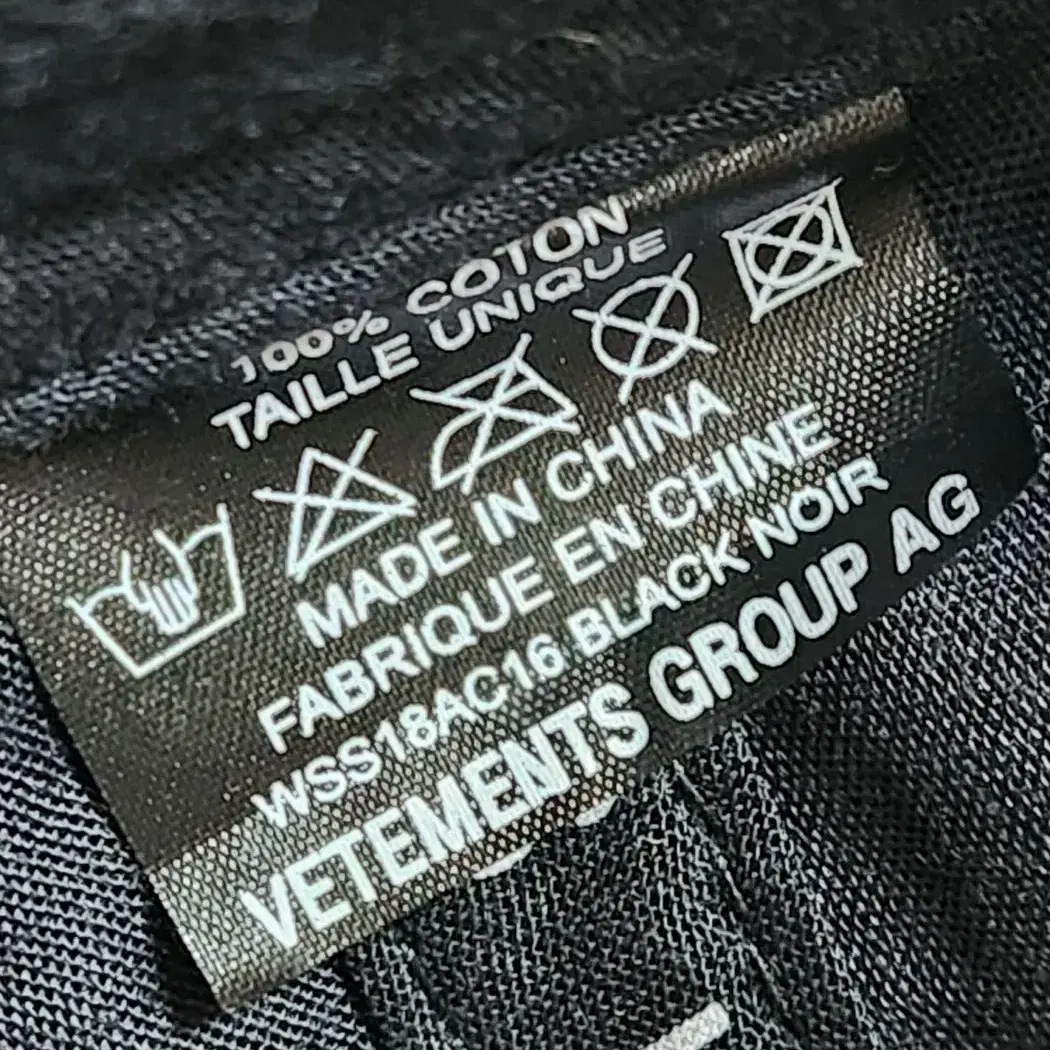 100% COTON
TAILLE UNIQUE
MADE IN CHINA
FABRIQUE EN CHINE
WSS18AC16 BLACK NOIR
VETEMENTS GROUP AG